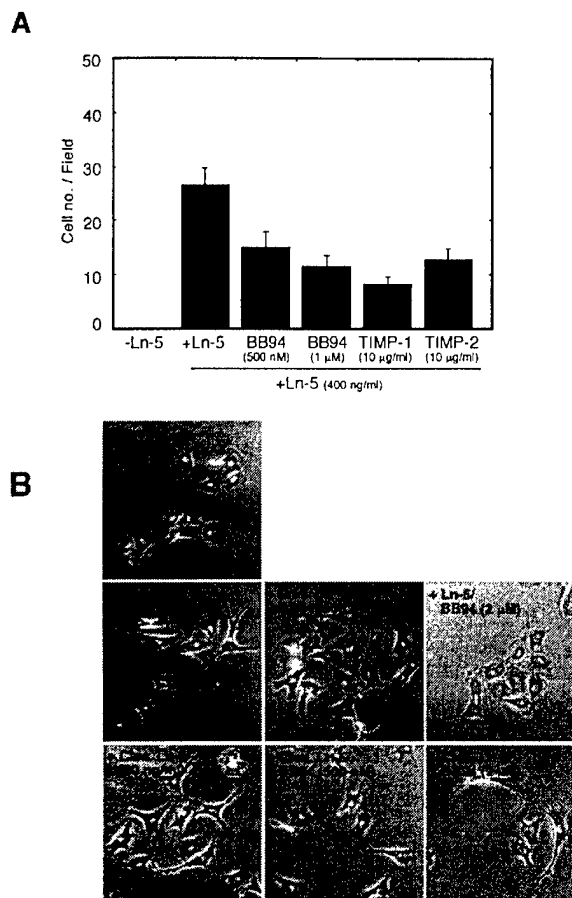 A
50
40
30
20
10
0
Cell no. / Field
-Ln-5 +Ln-5 BB94 BB94 TIMP-1 TIMP-2
(500 nM) (1 µM) (10 µg/ml) (10 µg/ml)
+Ln-5 (400 ng/ml)
B
+ Ln-5/
BB94 (2 µM)